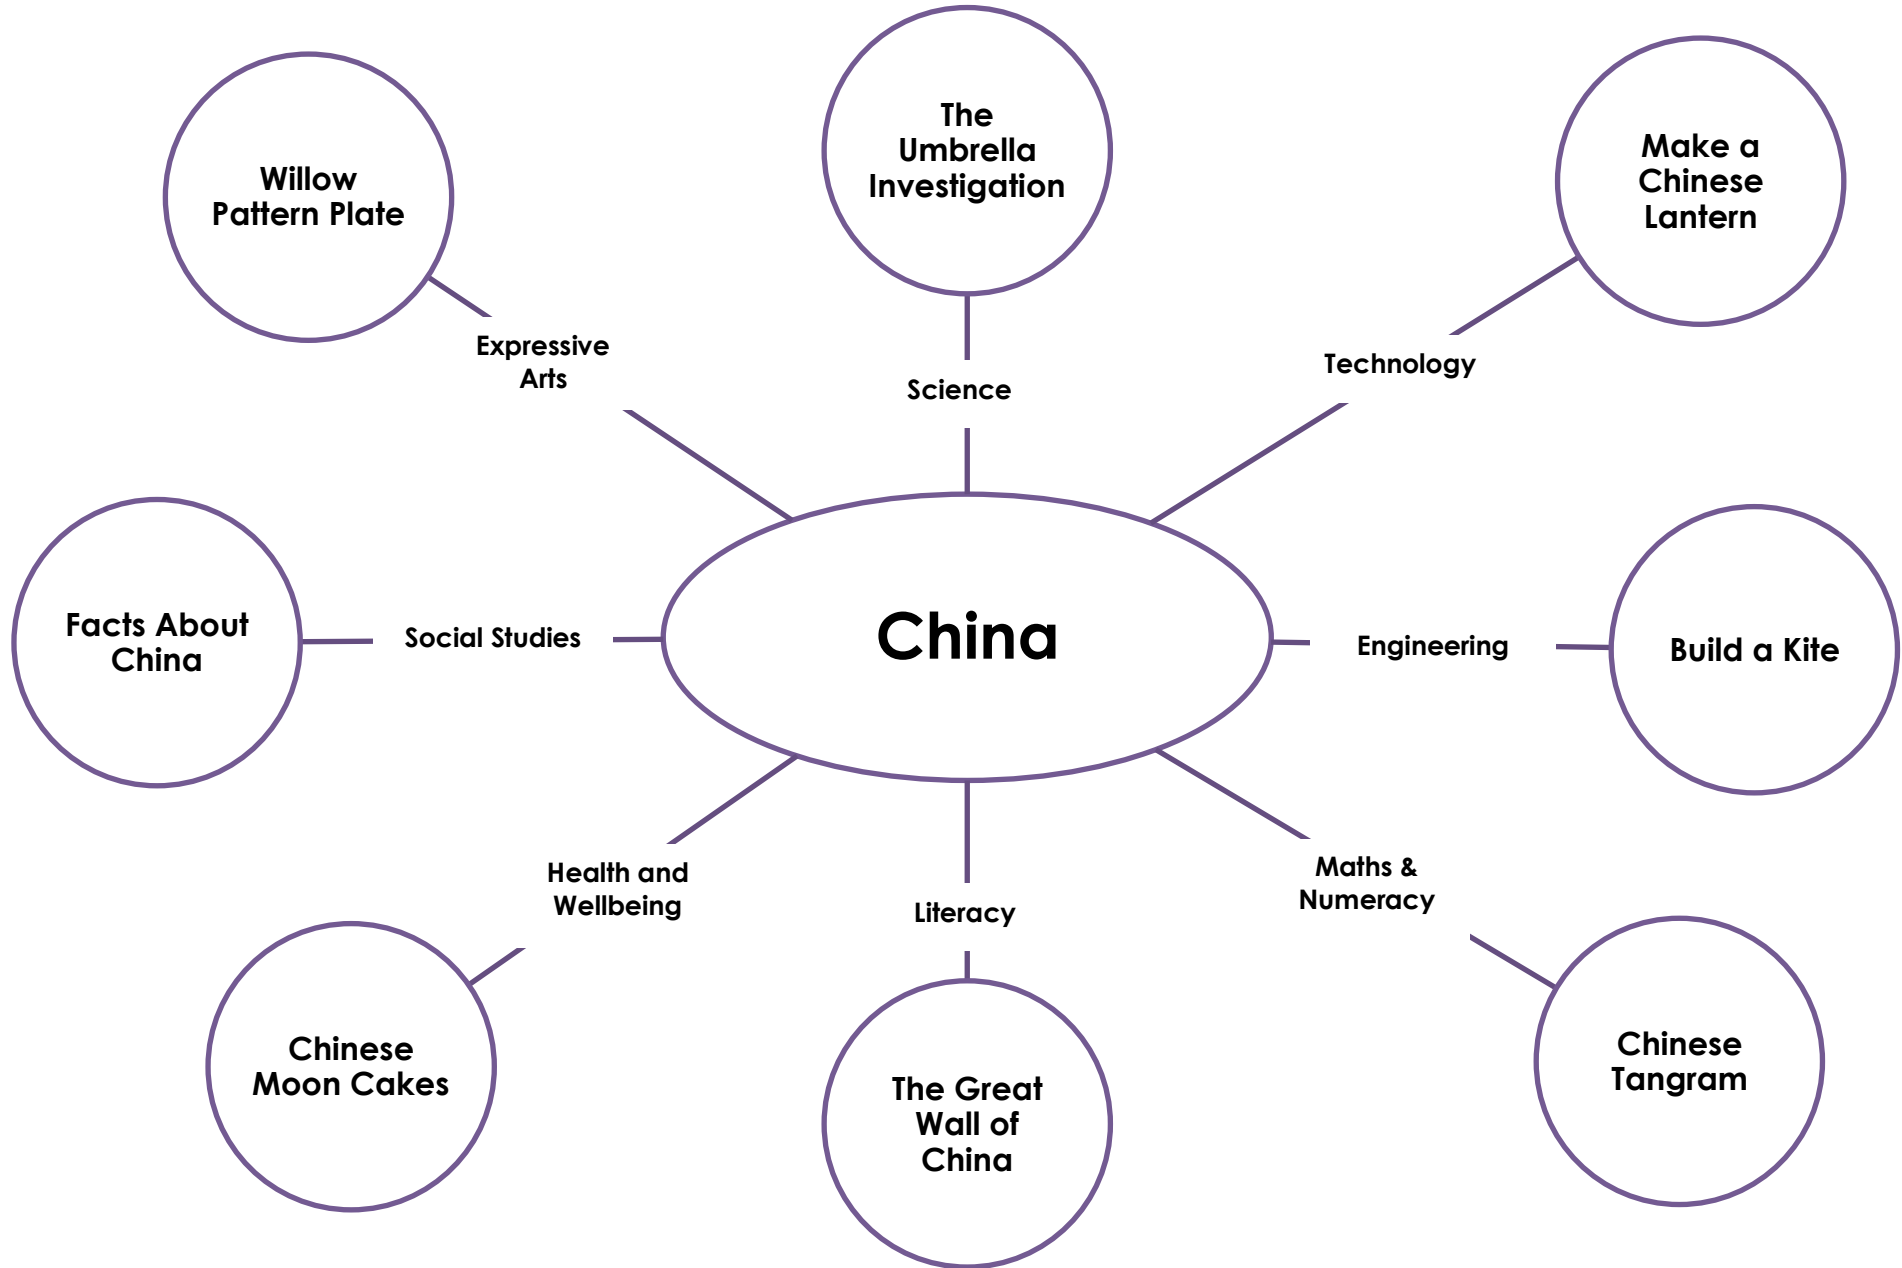 The
Umbrella
Investigation
Make a
Chinese
Lantern
Willow
Pattern Plate
Expressive
Arts
Science
Technology
Facts About
China
Social Studies
China
Engineering
Build a Kite
Health and
Wellbeing
Literacy
Maths &
Numeracy
Chinese
Moon Cakes
The Great
Wall of
China
Chinese
Tangram